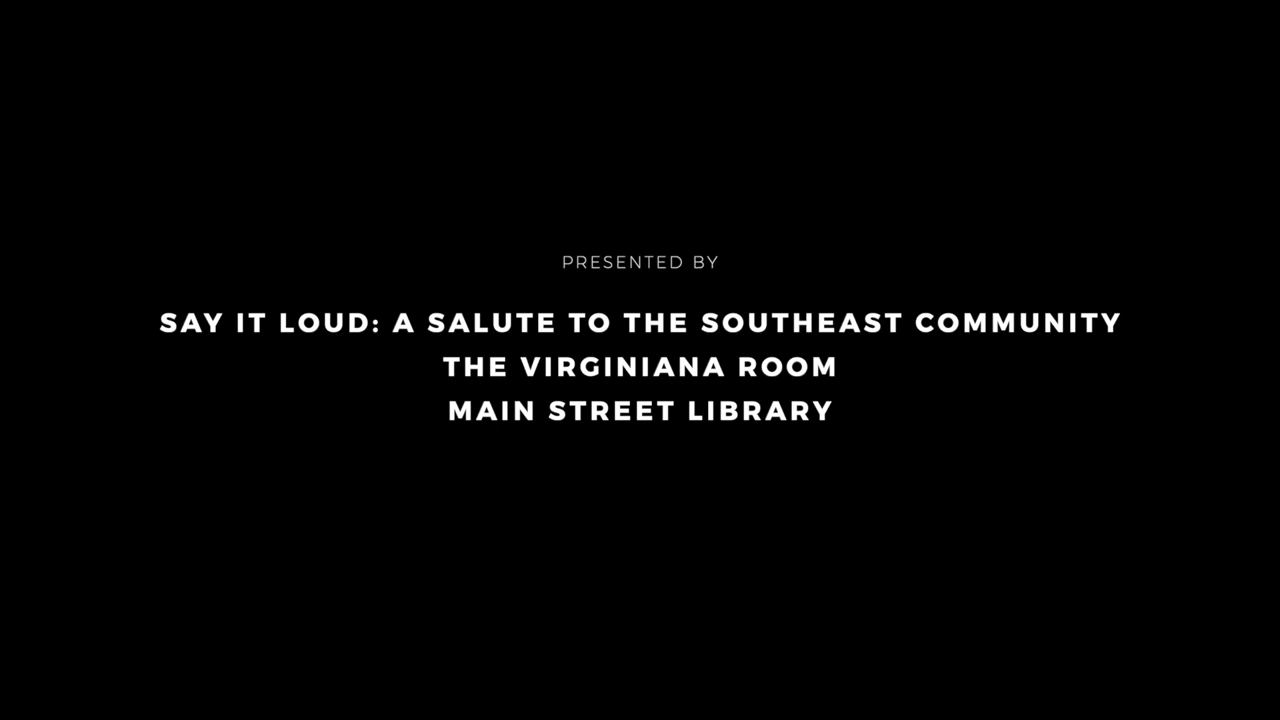 PRESENTED BY
SAY IT LOUD: A SALUTE TO THE SOUTHEAST COMMUNITY
THE VIRGINIANA ROOM
MAIN STREET LIBRARY